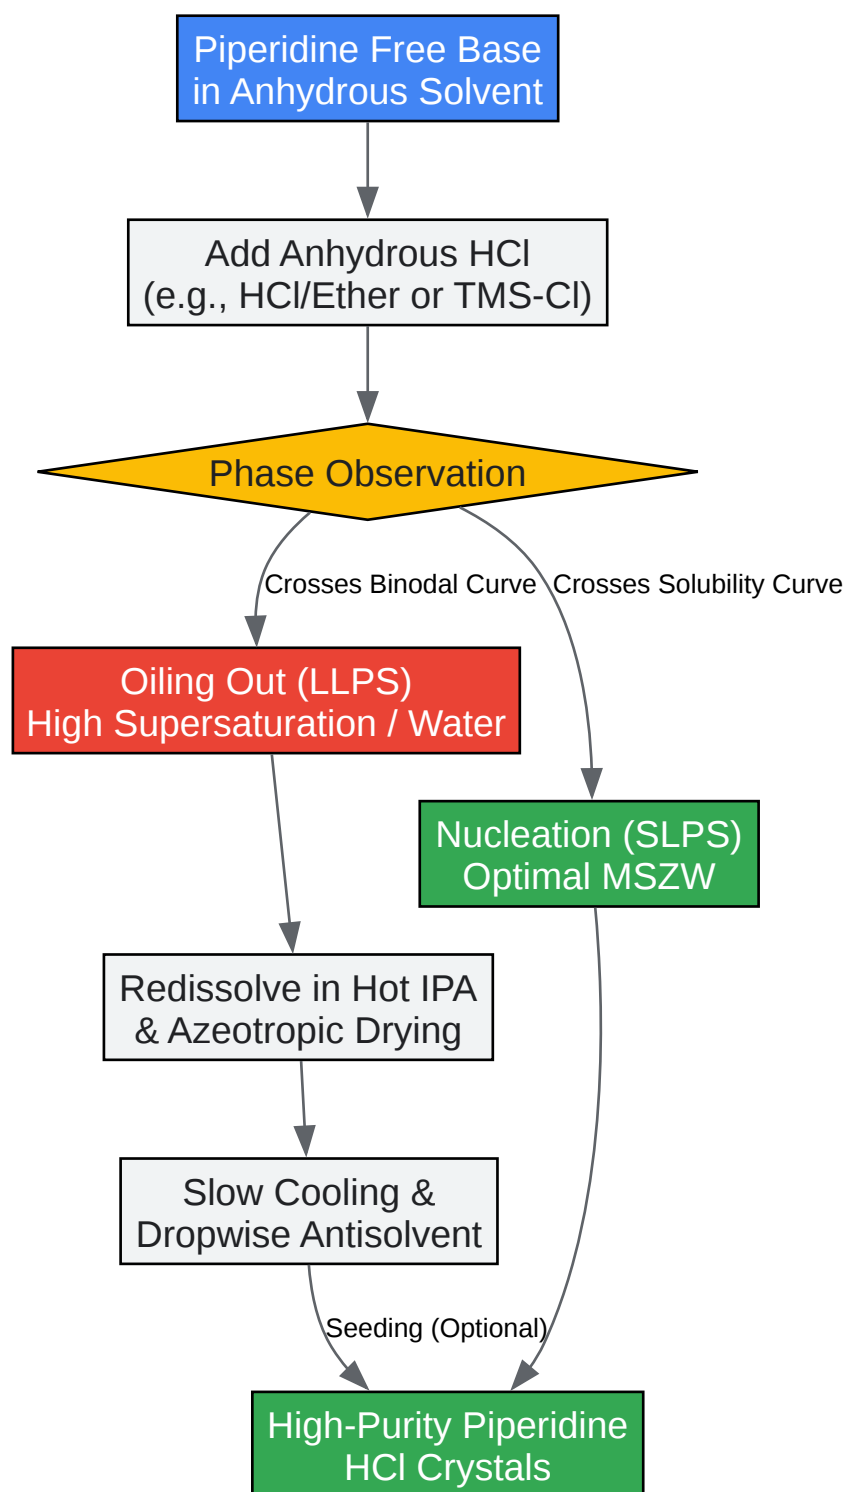 Piperidine Free Base
in Anhydrous Solvent
Add Anhydrous HCl
(e.g., HCl/Ether or TMS-Cl)
Phase Observation
Crosses Binodal Curve
Crosses Solubility Curve
Oiling Out (LLPS)
High Supersaturation / Water
Nucleation (SLPS)
Optimal MSZW
Redissolve in Hot IPA
& Azeotropic Drying
Slow Cooling &
Dropwise Antisolvent
Seeding (Optional)
High-Purity Piperidine
HCl Crystals